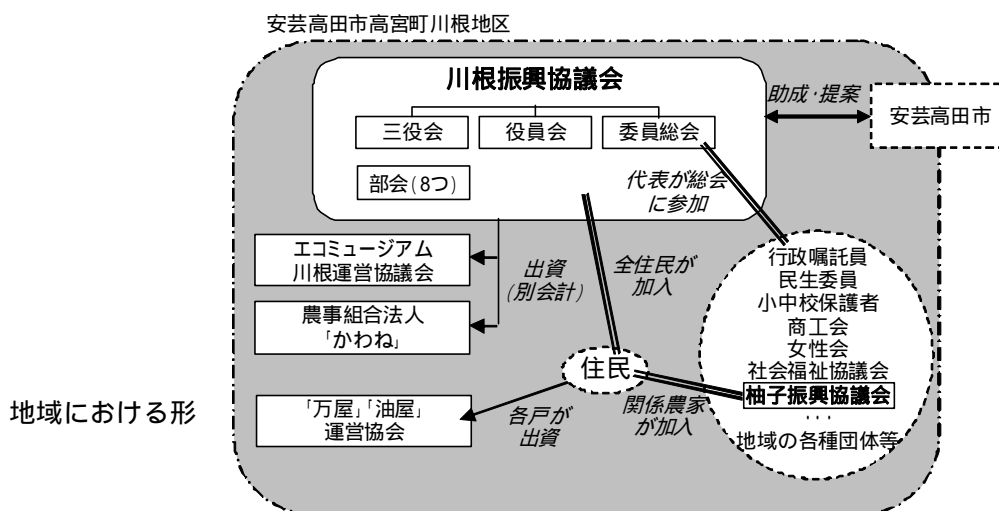 安芸高田市高宮町川根地区
川根振興協議会
三役会
役員会
委員総会
部会(8つ)
助成・提案
安芸高田市
代表が総会
に参加
エコミュージアム
川根運営協議会
出資
(別会計)
全住民が
加入
農事組合法人
「かわね」
行政嘱託員
民生委員
小中校保護者
商工会
女性会
社会福祉協議会
柚子振興協議会
･･･
地域の各種団体等
住民
地域における形
「万屋」「油屋」
運営協会
各戸が
出資
関係農家
が加入